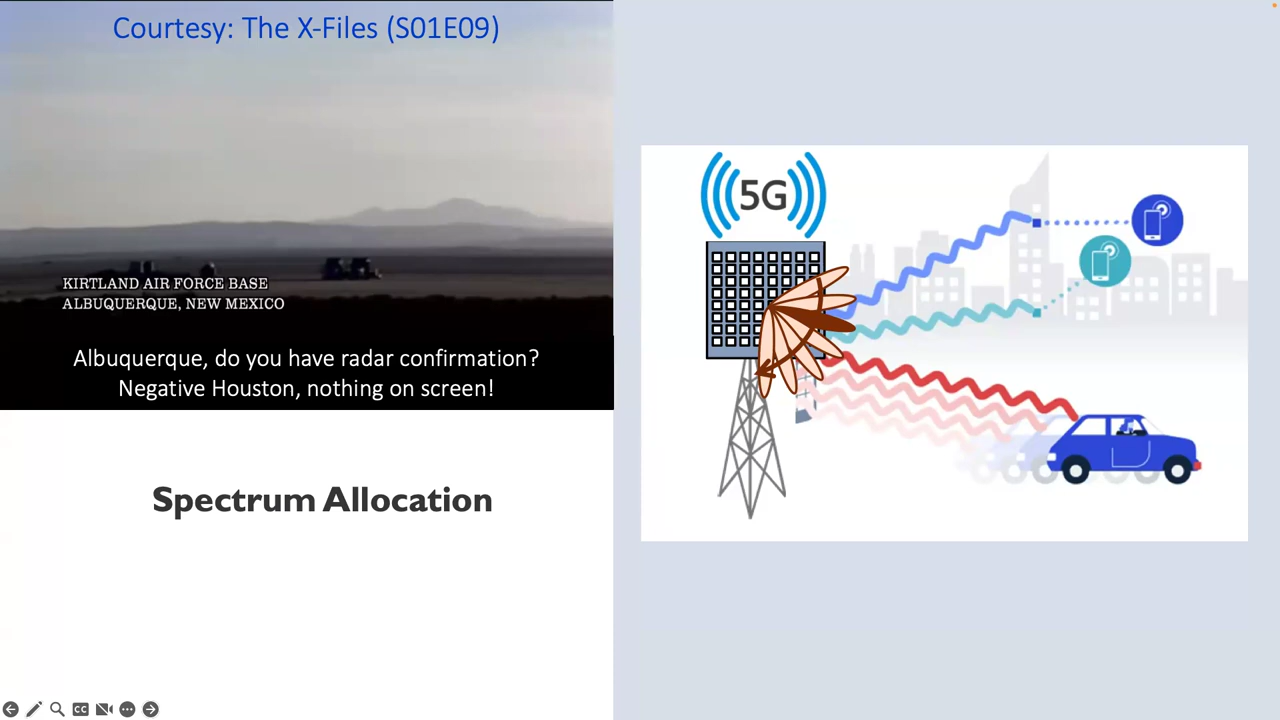 Courtesy: The X-Files (S01E09)
KIRTLAND AIR FORCE BASE
ALBUQUERQUE, NEW MEXICO
Albuquerque, do you have radar confirmation?
Negative Houston, nothing on screen!
Spectrum Allocation
5G
CC